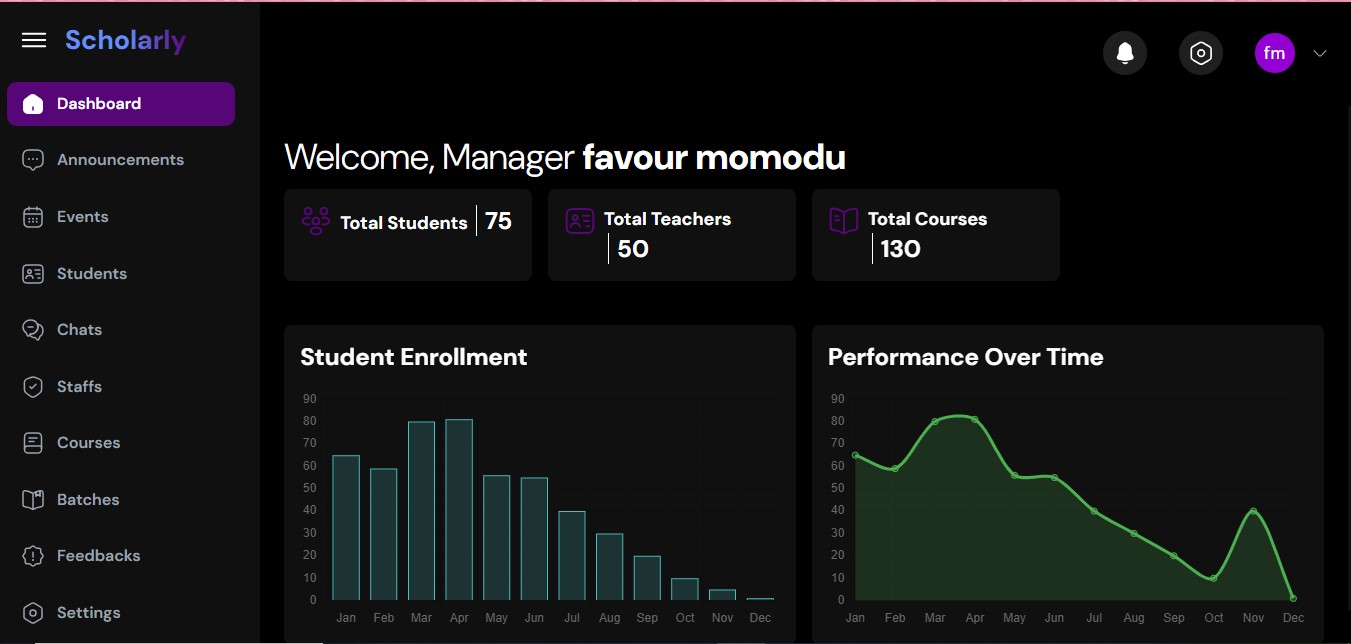 Scholarly
fm
Dashboard
Announcements
Events
Students
Chats
Staffs
Courses
Batches
Feedbacks
Settings
Welcome, Manager favour momodu
Total Students 75
Total Teachers
50
Total Courses
130
Student Enrollment
90
80
70
60
50
40
30
20
10
0
Jan Feb Mar Apr May Jun Jul Aug Sep Oct Nov Dec
Performance Over Time
90
80
70
60
50
40
30
20
10
0
Jan Feb Mar Apr May Jun Jul Aug Sep Oct Nov Dec